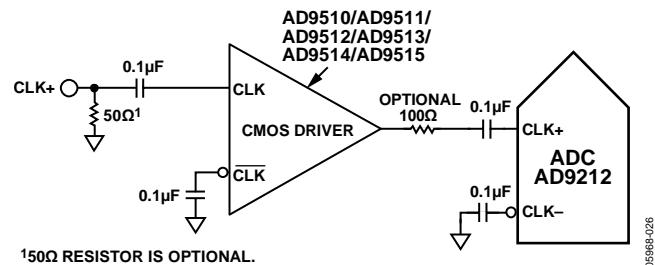 AD9510/AD9511/
AD9512/AD9513/
AD9514/AD9515
CLK+
50Ω¹
0.1µF
CLK
CMOS DRIVER
CLK
0.1µF
OPTIONAL
100Ω
0.1µF
CLK+
ADC
AD9212
0.1µF
CLK–
¹50Ω RESISTOR IS OPTIONAL.
05968-026